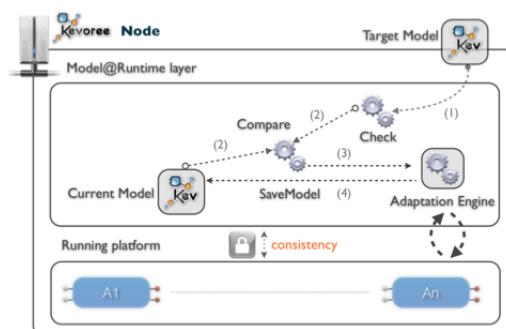 Kevoree Node
Target Model
Kev
Model@Runtime layer
(1)
(2)
Compare
Check
(2)
(3)
Current Model
Kev
SaveModel
(4)
Adaptation Engine
Running platform
consistency
A1
An